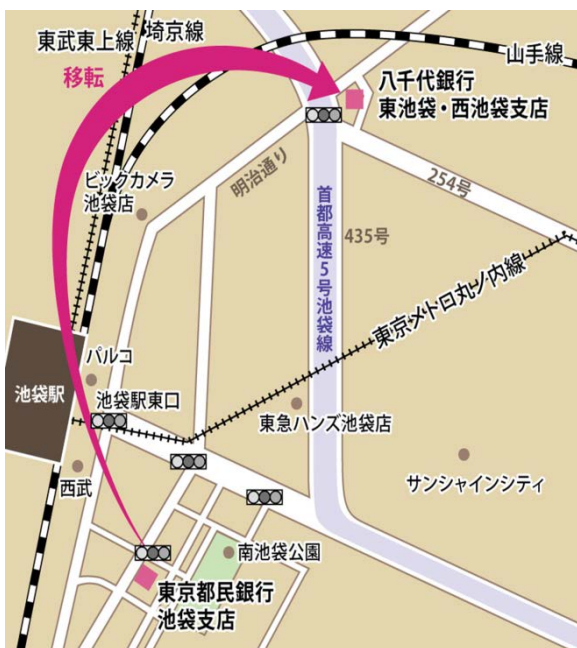 東武東上線
埼京線
山手線
移転
八千代銀行
東池袋・西池袋支店
明治通り
ビックカメラ
池袋店
254号
首都高速5号池袋線
435号
東京メトロ丸ノ内線
パルコ
池袋駅
池袋駅東口
東急ハンズ池袋店
西武
サンシャインシティ
南池袋公園
東京都民銀行
池袋支店